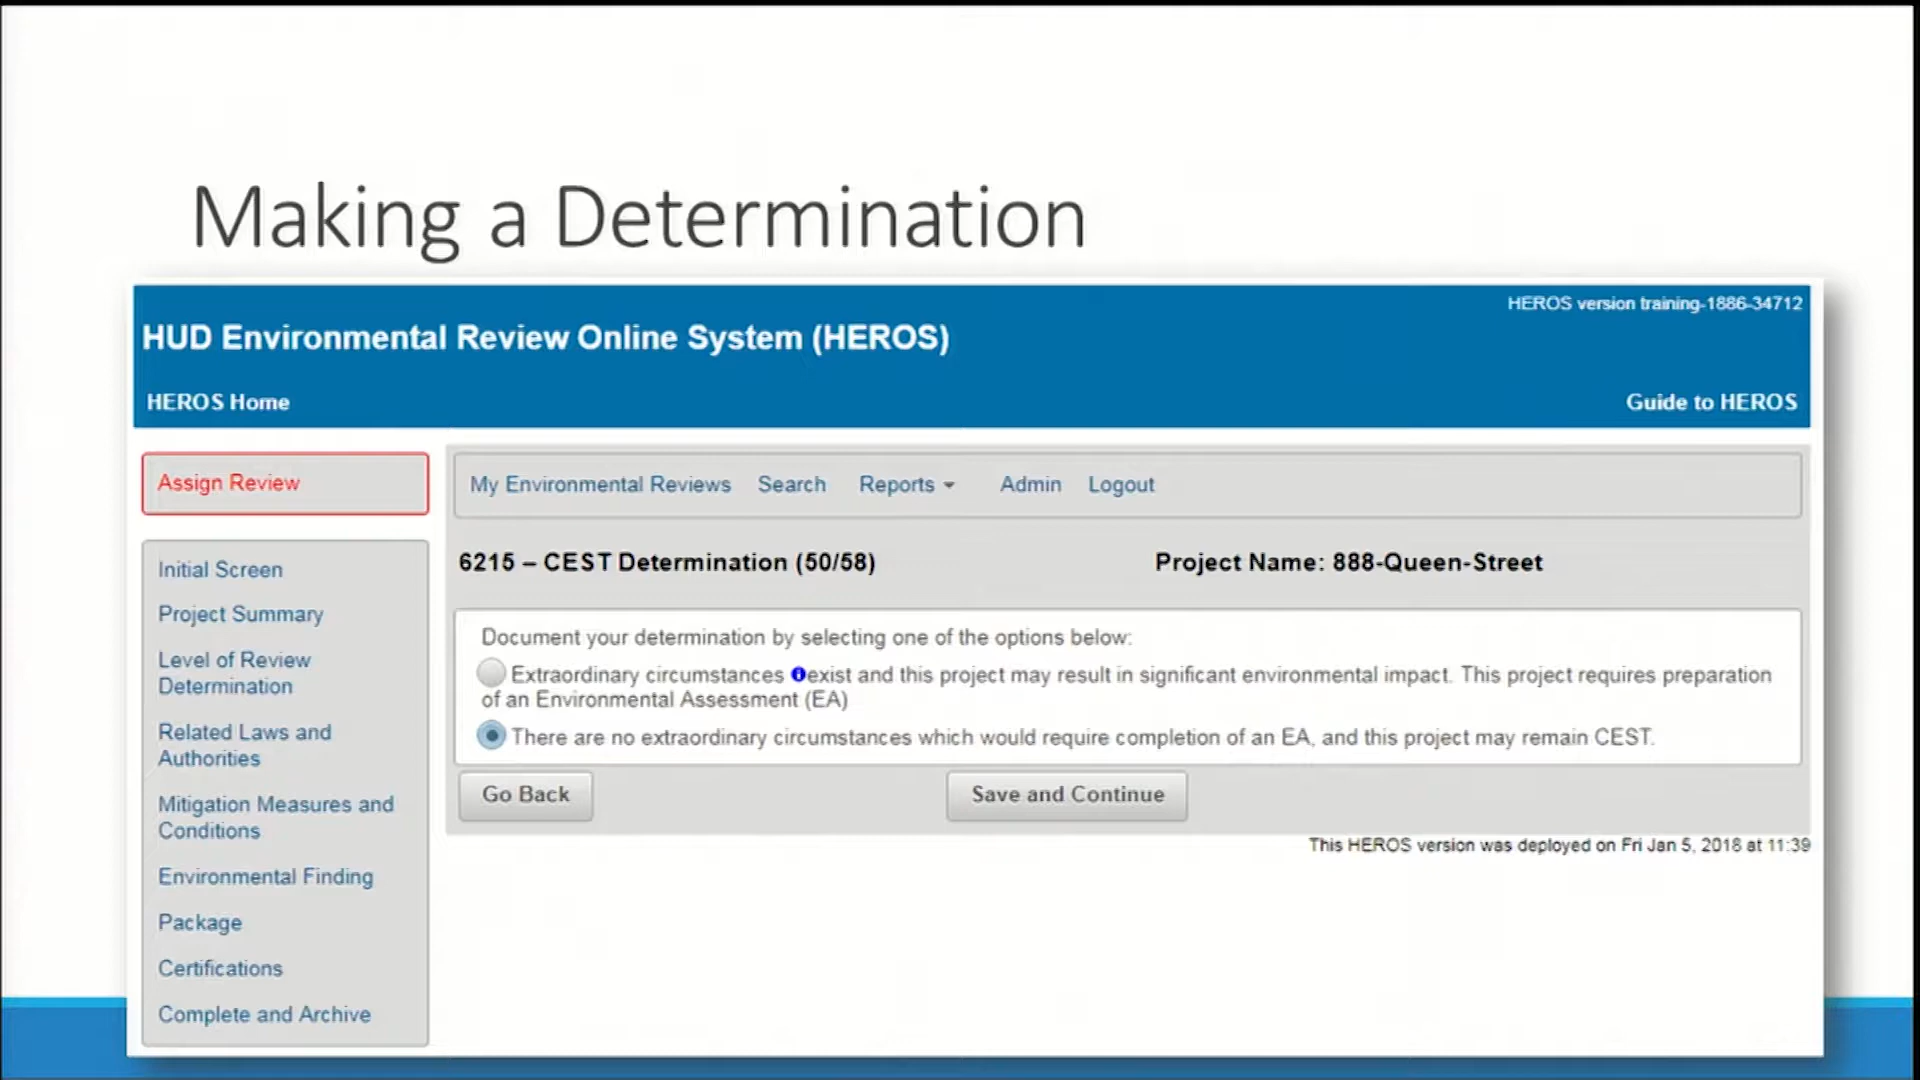 Making a Determination
HEROS version training-1886-34712
HUD Environmental Review Online System (HEROS)
HEROS Home
Guide to HEROS
Assign Review
My Environmental Reviews Search Reports Admin Logout
Initial Screen
Project Summary
Level of Review
Determination
Related Laws and
Authorities
Mitigation Measures and
Conditions
Environmental Finding
Package
Certifications
Complete and Archive
6215 – CEST Determination (50/58)
Project Name: 888-Queen-Street
Document your determination by selecting one of the options below:
Extraordinary circumstances exist and this project may result in significant environmental impact. This project requires preparation
of an Environmental Assessment (EA)
There are no extraordinary circumstances which would require completion of an EA, and this project may remain CEST.
Go Back
Save and Continue
This HEROS version was deployed on Fri Jan 5, 2018 at 11:39